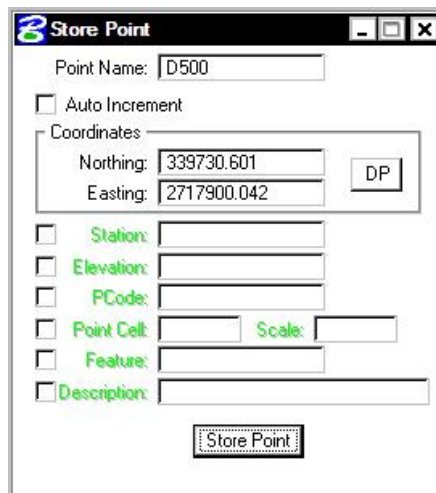 Store Point
Point Name: D500
Auto Increment
Coordinates
Northing: 339730.601
Easting: 2717900.042
DP
Station:
Elevation:
PCode:
Point Cell: Scale:
Feature:
Description:
Store Point